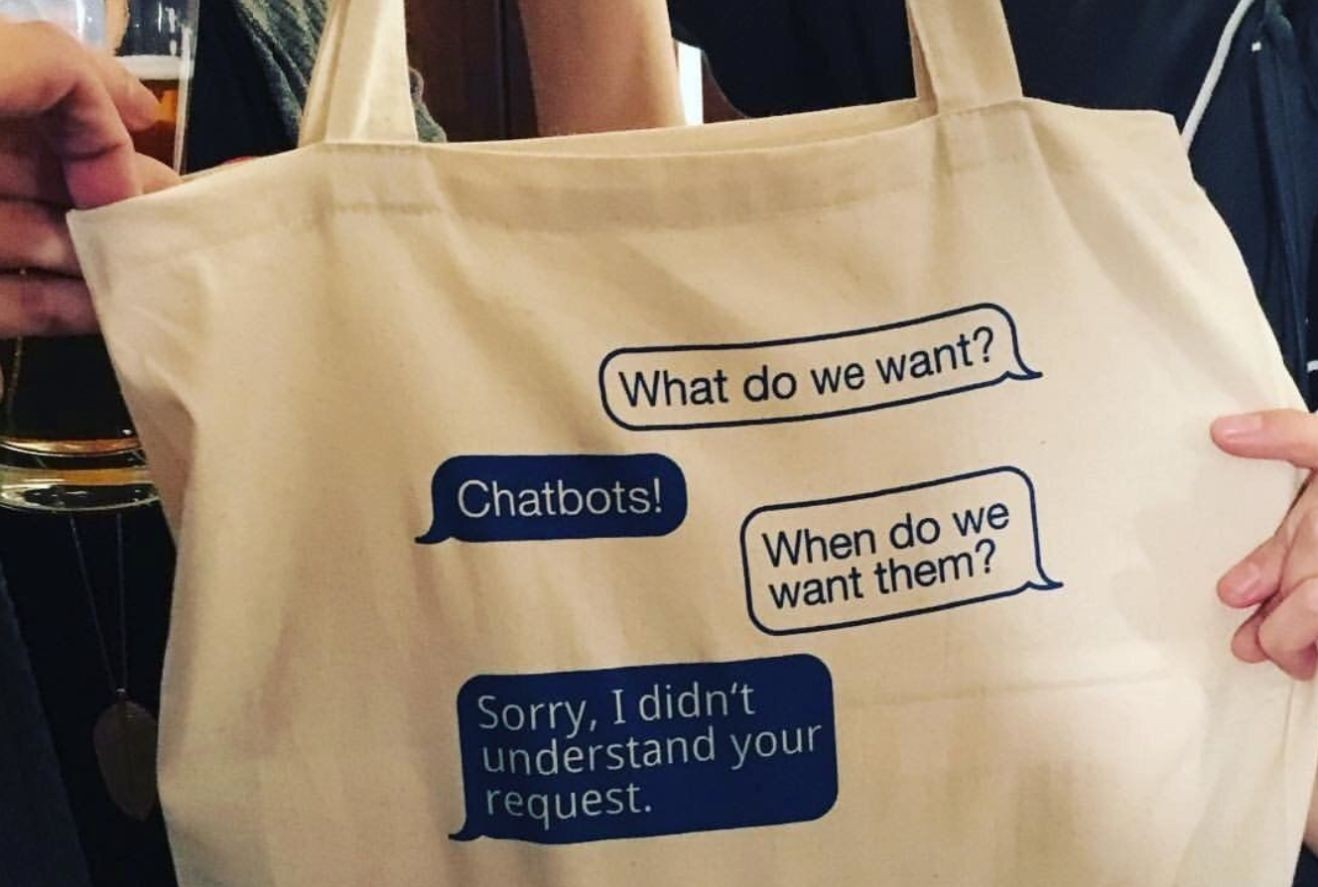 What do we want?
Chatbots!
When do we
want them?
Sorry, I didn't
understand your
request.